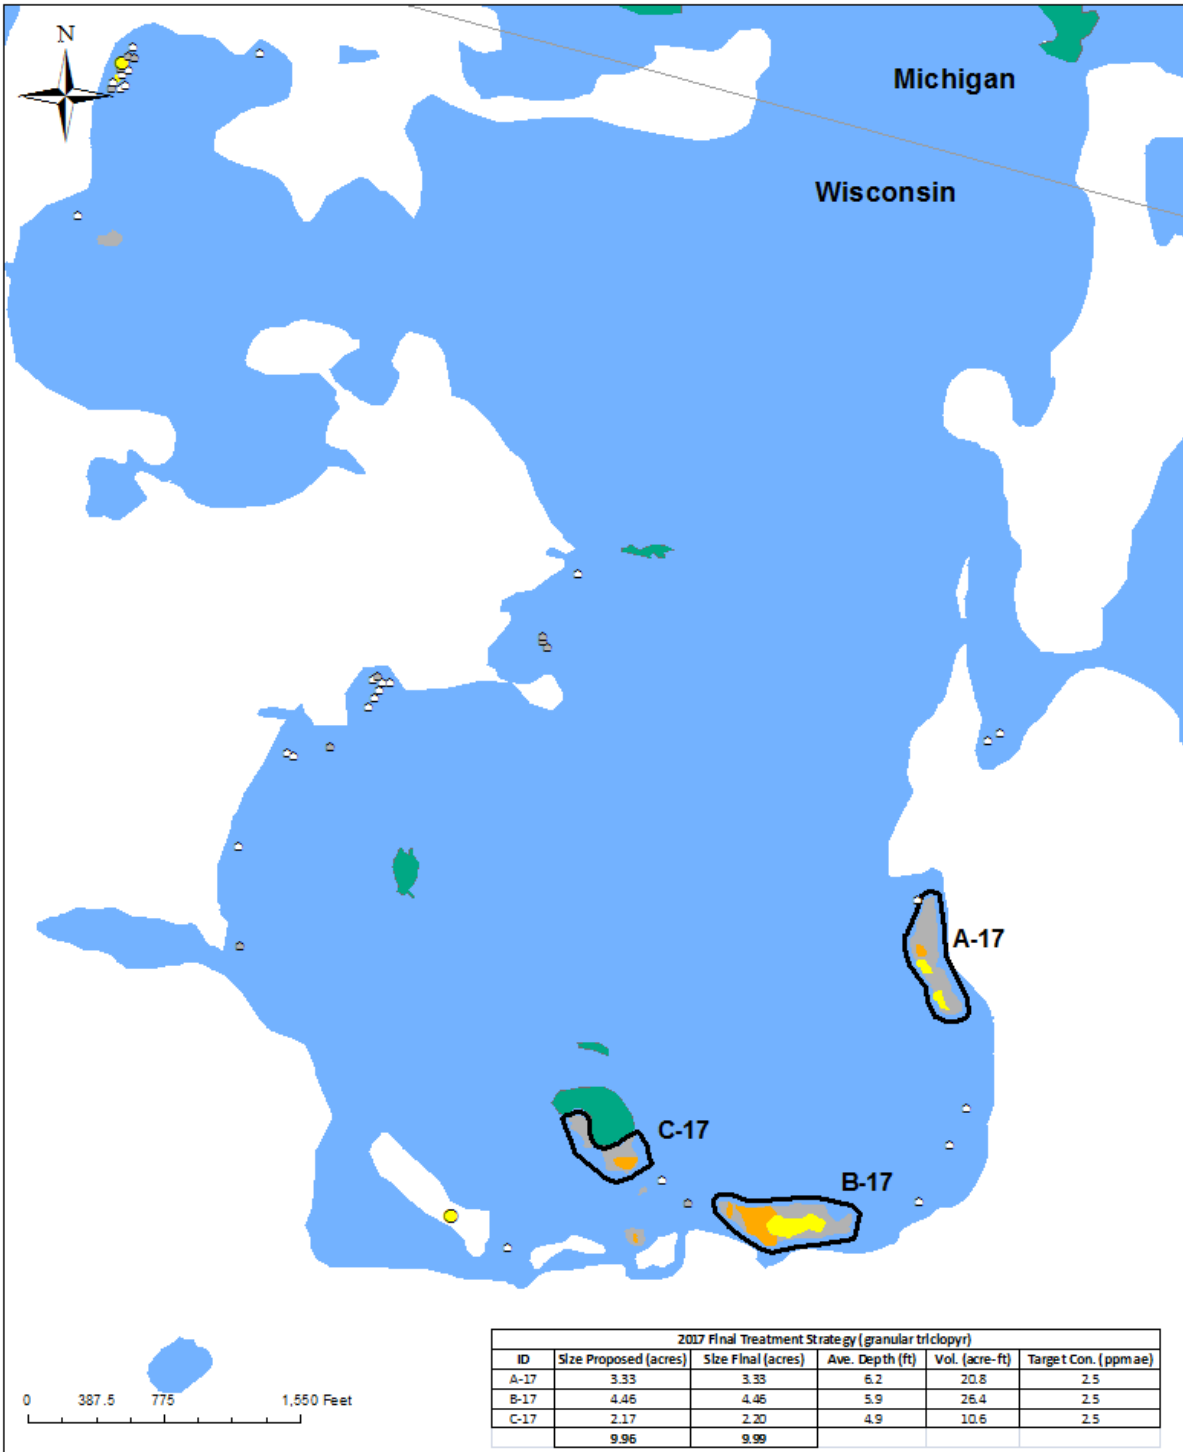 N
Michigan
Wisconsin
A-17
C-17
B-17
2017 Final Treatment Strategy (granular triclopyr)
ID Size Proposed (acres) Size Final (acres) Ave. Depth (ft) Vol. (acre-ft) Target Con. (ppm ae)
A-17 3.33 3.33 6.2 20.8 2.5
B-17 4.46 4.46 5.9 26.4 2.5
C-17 2.17 2.20 4.9 10.6 2.5
9.96 9.99
0 387.5 775 1,550 Feet